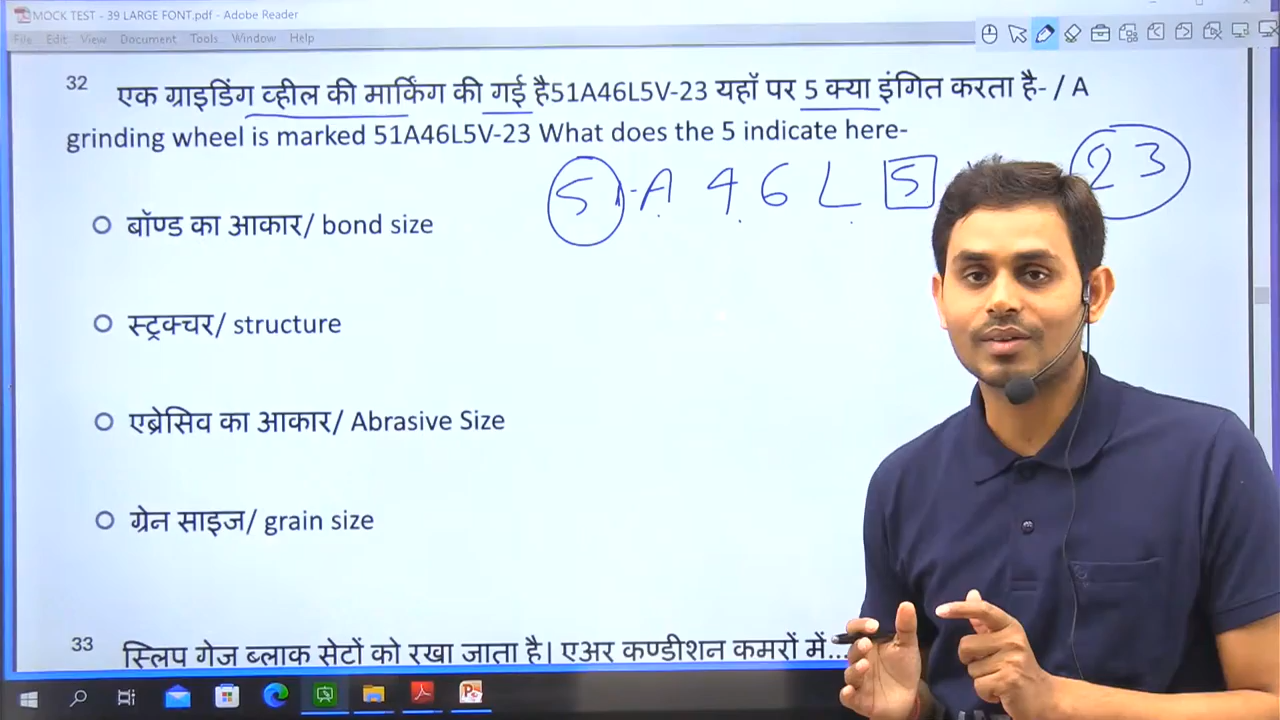 MOCK TEST - 39 LARGE FONT.pdf - Adobe Reader
File Edit View Document Tools Window Help
32 एक ग्राइडिंग व्हील की मार्किंग की गई है51A46L5V-23 यहाँ पर 5 क्या इंगित करता है- / A
grinding wheel is marked 51A46L5V-23 What does the 5 indicate here-
51-A 46 L 5 23
बॉण्ड का आकार/ bond size
स्ट्रक्चर/ structure
एब्रेसिव का आकार/ Abrasive Size
ग्रेन साइज/ grain size
33 स्लिप गेज ब्लाक सेटों को रखा जाता है। एअर कण्डीशन कमरों में...